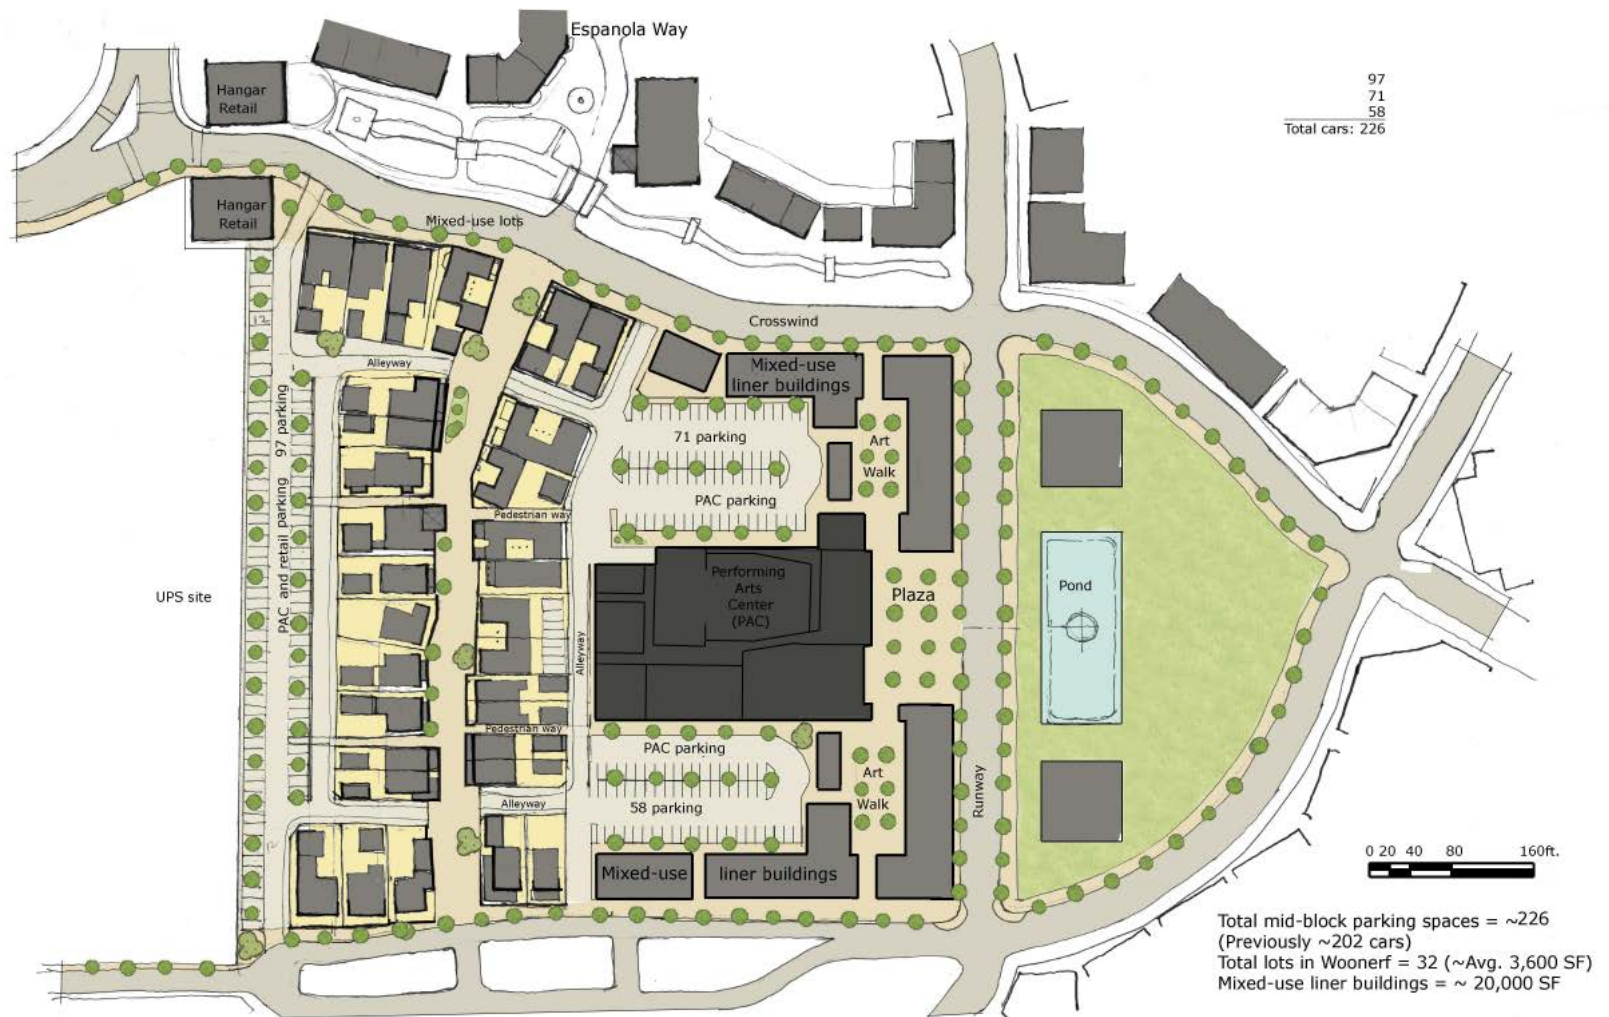 Espanola Way
97
71
58
Total cars: 226
Hangar
Retail
Hangar
Retail
Mixed-use lots
12
Crosswind
Alleyway
Mixed-use
liner buildings
PAC and retail parking 97 parking
71 parking
Art
Walk
PAC parking
Pedestrian way
Performing
Arts
Center
(PAC)
Plaza
Pond
UPS site
Alleyway
Pedestrian way
PAC parking
Art
Walk
Runway
Alleyway
58 parking
12
Mixed-use
liner buildings
0 20 40 80 160ft.
Total mid-block parking spaces = ~226
(Previously ~202 cars)
Total lots in Woonerf = 32 (~Avg. 3,600 SF)
Mixed-use liner buildings = ~ 20,000 SF